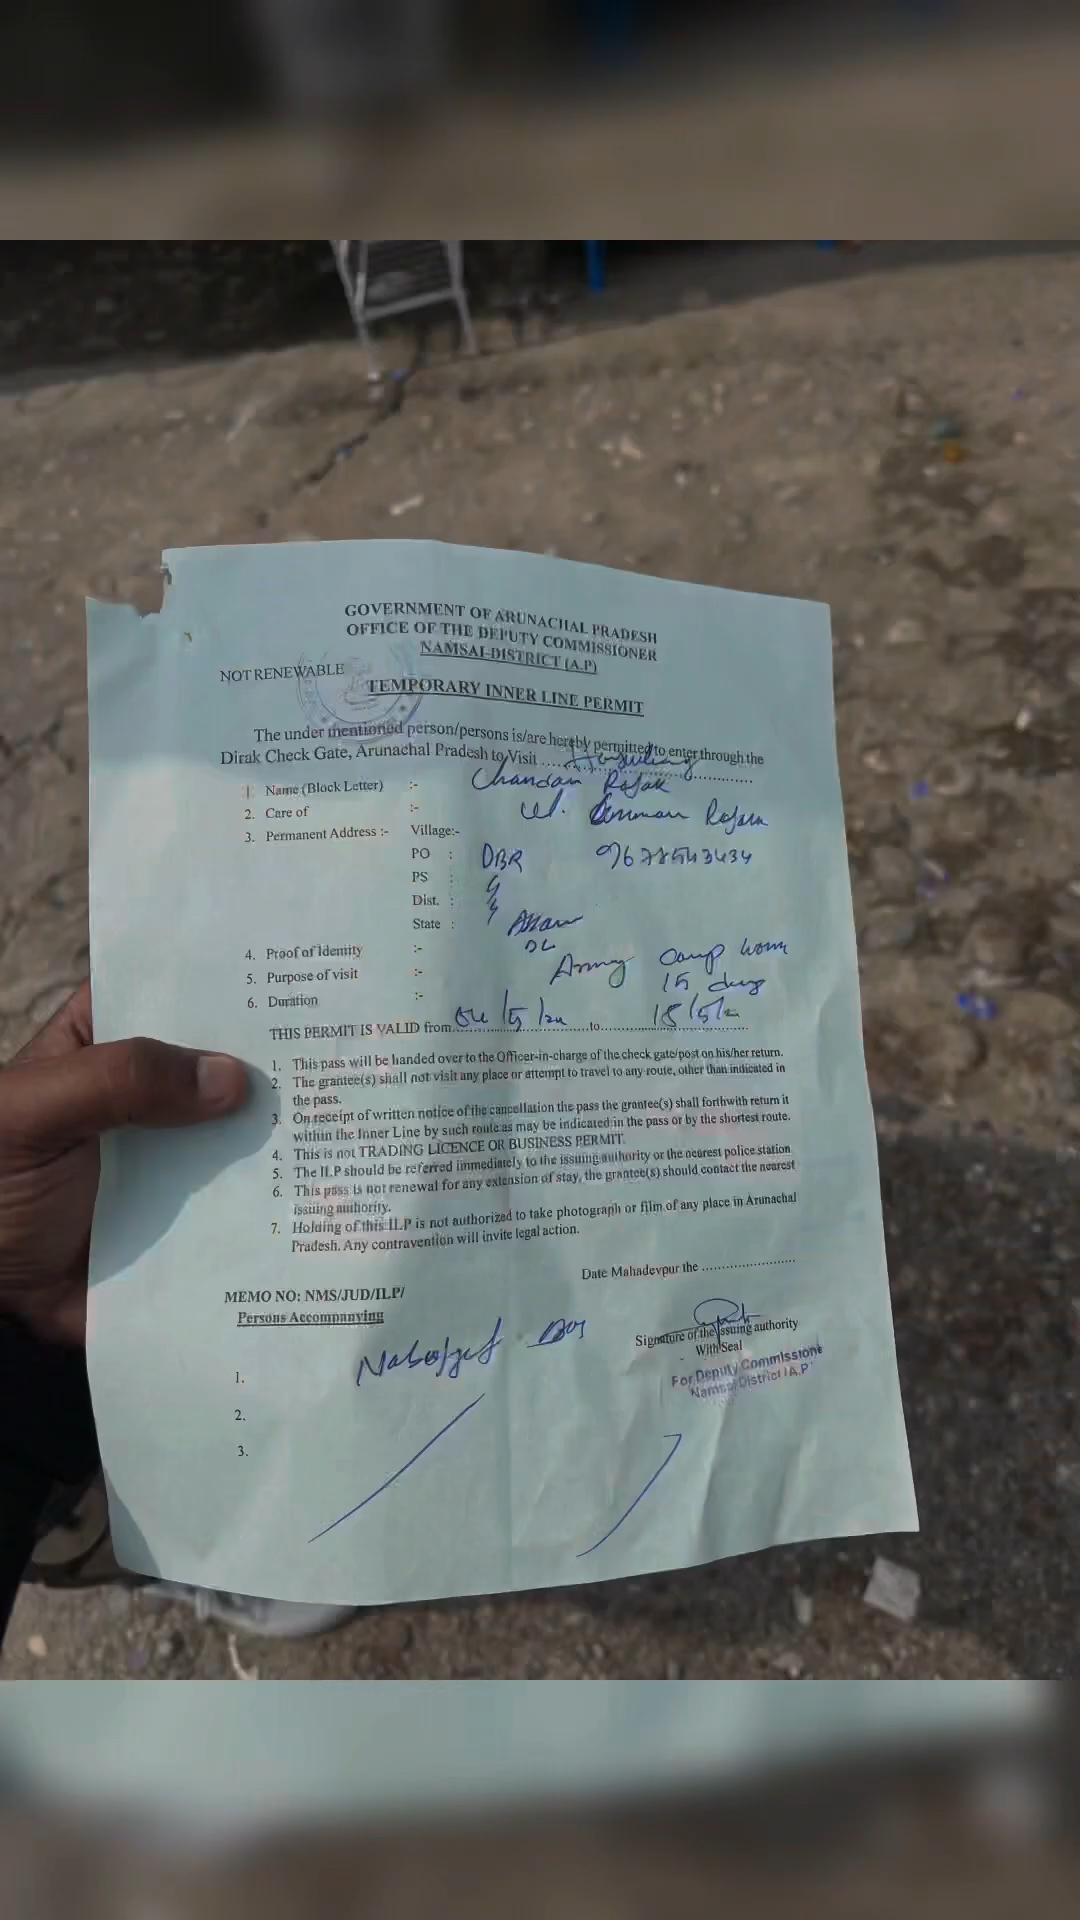 GOVERNMENT OF ARUNACHAL PRADESH
OFFICE OF THE DEPUTY COMMISSIONER
NAMSAI-DISTRICT (A.P)
NOT RENEWABLE
TEMPORARY INNER LINE PERMIT
The under mentioned person/persons is/are hereby permitted to enter through the
Dirak Check Gate, Arunachal Pradesh to Visit
1. Name (Block Letter) :- Chandan Rajak
2. Care of :-
3. Permanent Address :- Village:-
PO : DBR
PS :
Dist. :
State :
4. Proof of Identity :- DL
5. Purpose of visit :- Army Camp Work
6. Duration :- 15 days
THIS PERMIT IS VALID from to
1. This pass will be handed over to the Officer-in-charge of the check gate/post on his/her return.
2. The grantee(s) shall not visit any place or attempt to travel to any route, other than indicated in
the pass.
3. On receipt of written notice of the cancellation the pass the grantee(s) shall forthwith return it
within the Inner Line by such route as may be indicated in the pass or by the shortest route.
4. This is not TRADING LICENCE OR BUSINESS PERMIT.
5. The ILP should be referred immediately to the issuing authority or the nearest police station
6. This pass is not renewal for any extension of stay, the grantee(s) should contact the nearest
issuing authority.
7. Holding of this ILP is not authorized to take photograph or film of any place in Arunachal
Pradesh. Any contravention will invite legal action.
Date Mahadevpur the
MEMO NO: NMS/JUD/ILP/
Persons Accompanying
Signature of the issuing authority
With Seal
For Deputy Commissione
Namsai District (A.P)
1.
2.
3.